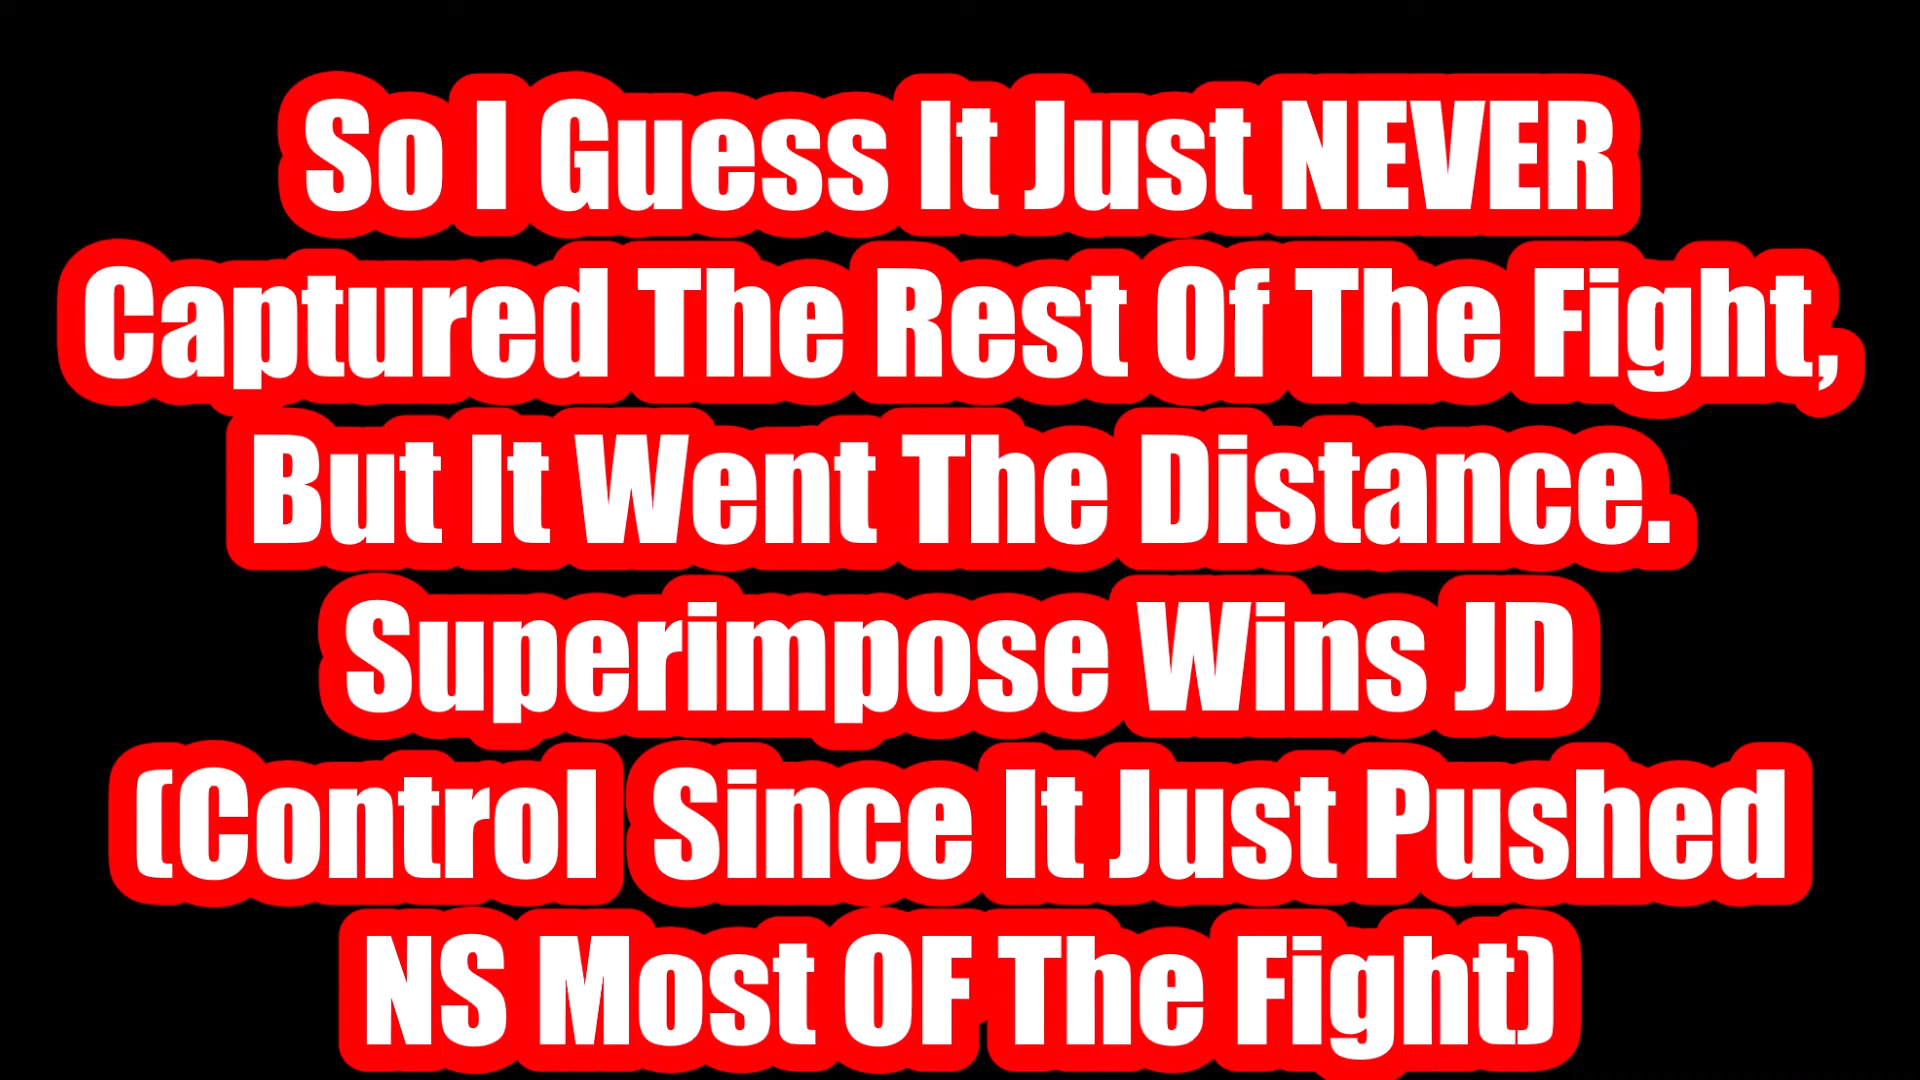 So I Guess It Just NEVER
Captured The Rest Of The Fight,
But It Went The Distance.
Superimpose Wins JD
(Control  Since It Just Pushed
NS Most OF The Fight)